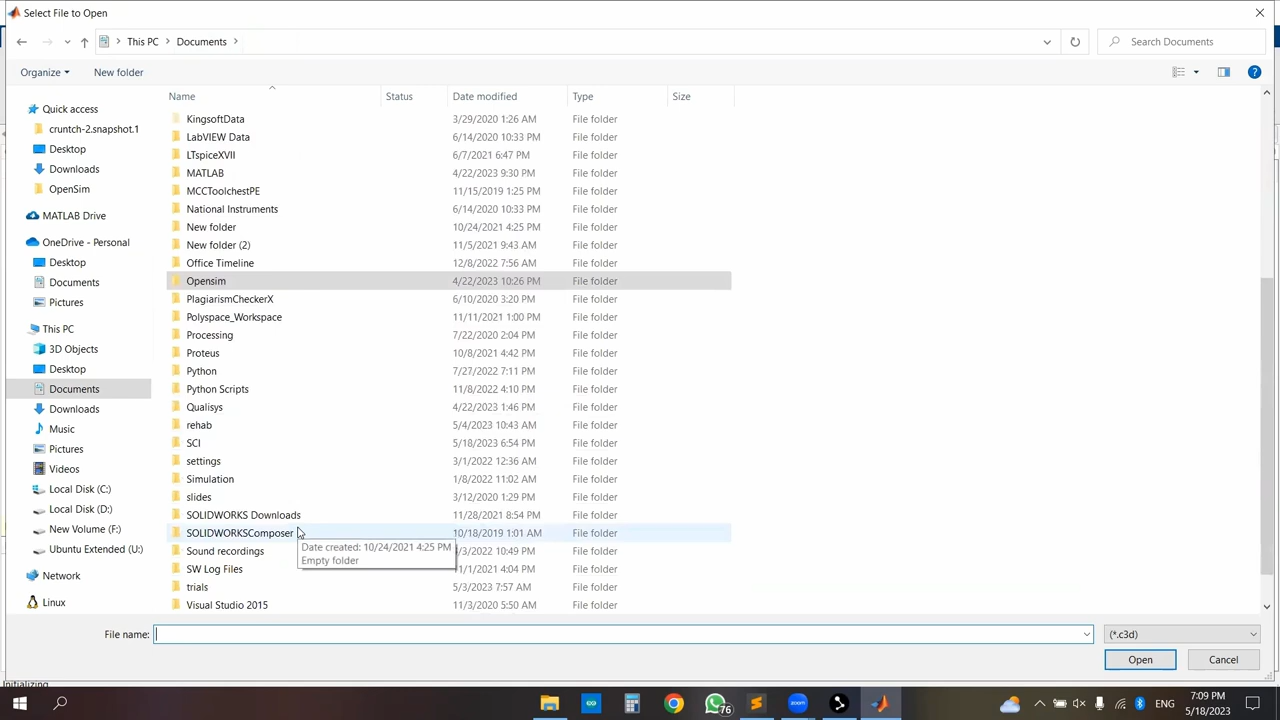 Select File to Open
This PC > Documents >
Search Documents
Organize
New folder
Name Status Date modified Type Size
Quick access
cruntch-2.snapshot.1
Desktop
Downloads
OpenSim
MATLAB Drive
OneDrive - Personal
Desktop
Documents
Pictures
This PC
3D Objects
Desktop
Documents
Downloads
Music
Pictures
Videos
Local Disk (C:)
Local Disk (D:)
New Volume (F:)
Ubuntu Extended (U:)
Network
Linux
KingsoftData 3/29/2020 1:26 AM File folder
LabVIEW Data 6/14/2020 10:33 PM File folder
LTspiceXVII 6/7/2021 6:47 PM File folder
MATLAB 4/22/2023 9:30 PM File folder
MCCToolchestPE 11/15/2019 1:25 PM File folder
National Instruments 6/14/2020 10:33 PM File folder
New folder 10/24/2021 4:25 PM File folder
New folder (2) 11/5/2021 9:43 AM File folder
Office Timeline 12/8/2022 7:56 AM File folder
Opensim 4/22/2023 10:26 PM File folder
PlagiarismCheckerX 6/10/2020 3:20 PM File folder
Polyspace_Workspace 11/11/2021 1:00 PM File folder
Processing 7/22/2020 2:04 PM File folder
Proteus 10/8/2021 4:42 PM File folder
Python 7/27/2022 7:11 PM File folder
Python Scripts 11/8/2022 4:10 PM File folder
Qualisys 4/22/2023 1:46 PM File folder
rehab 5/4/2023 10:43 AM File folder
SCI 5/18/2023 6:54 PM File folder
settings 3/1/2022 12:36 AM File folder
Simulation 1/8/2022 11:02 AM File folder
slides 3/12/2020 1:29 PM File folder
SOLIDWORKS Downloads 11/28/2021 8:54 PM File folder
SOLIDWORKSComposer 10/18/2019 1:01 AM File folder
Sound recordings /3/2022 10:49 PM File folder
SW Log Files /1/2021 4:04 PM File folder
trials 5/3/2023 7:57 AM File folder
Visual Studio 2015 11/3/2020 5:50 AM File folder
Date created: 10/24/2021 4:25 PM
Empty folder
File name:
(*.c3d)
Open
Cancel
Initializing
76
ENG
7:09 PM
5/18/2023